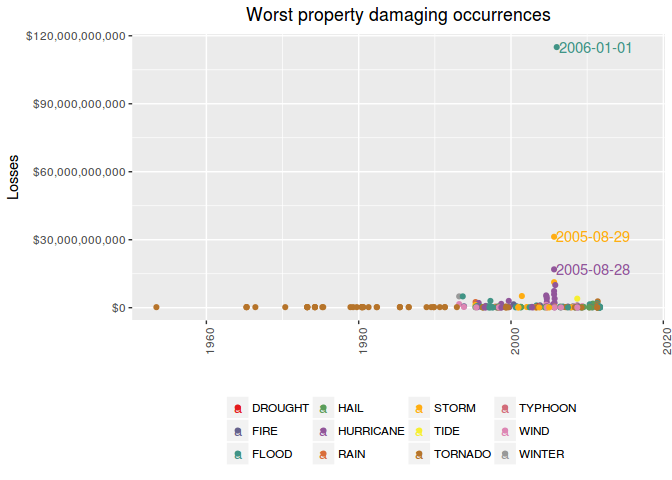 Worst property damaging occurrences
Losses
$120,000,000,000
$90,000,000,000
$60,000,000,000
$30,000,000,000
$0
2006-01-01
2005-08-29
2005-08-28
1960
1980
2000
2020
DROUGHT HAIL STORM TYPHOON
FIRE HURRICANE TIDE WIND
FLOOD RAIN TORNADO WINTER